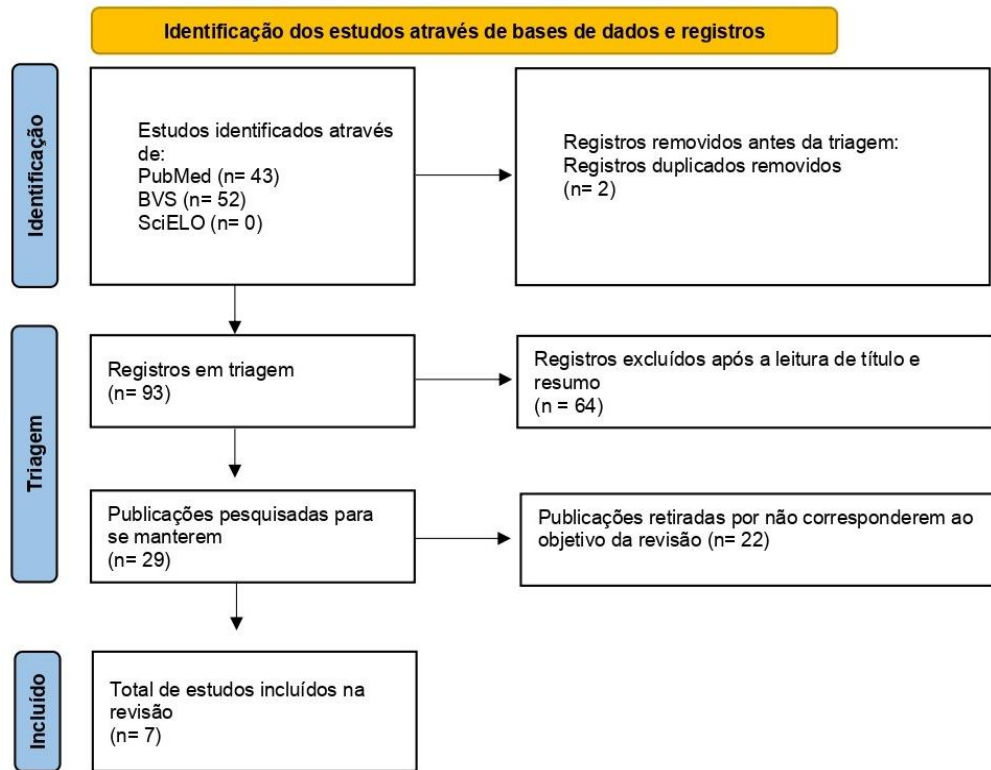 Identificação dos estudos através de bases de dados e registros
Identificação
Estudos identificados através
de:
PubMed (n= 43)
BVS (n= 52)
SciELO (n= 0)
Registros removidos antes da triagem:
Registros duplicados removidos
(n= 2)
Triagem
Registros em triagem
(n= 93)
Registros excluídos após a leitura de título e
resumo
(n = 64)
Publicações pesquisadas para
se manterem
(n= 29)
Publicações retiradas por não corresponderem ao
objetivo da revisão (n= 22)
Incluído
Total de estudos incluídos na
revisão
(n= 7)